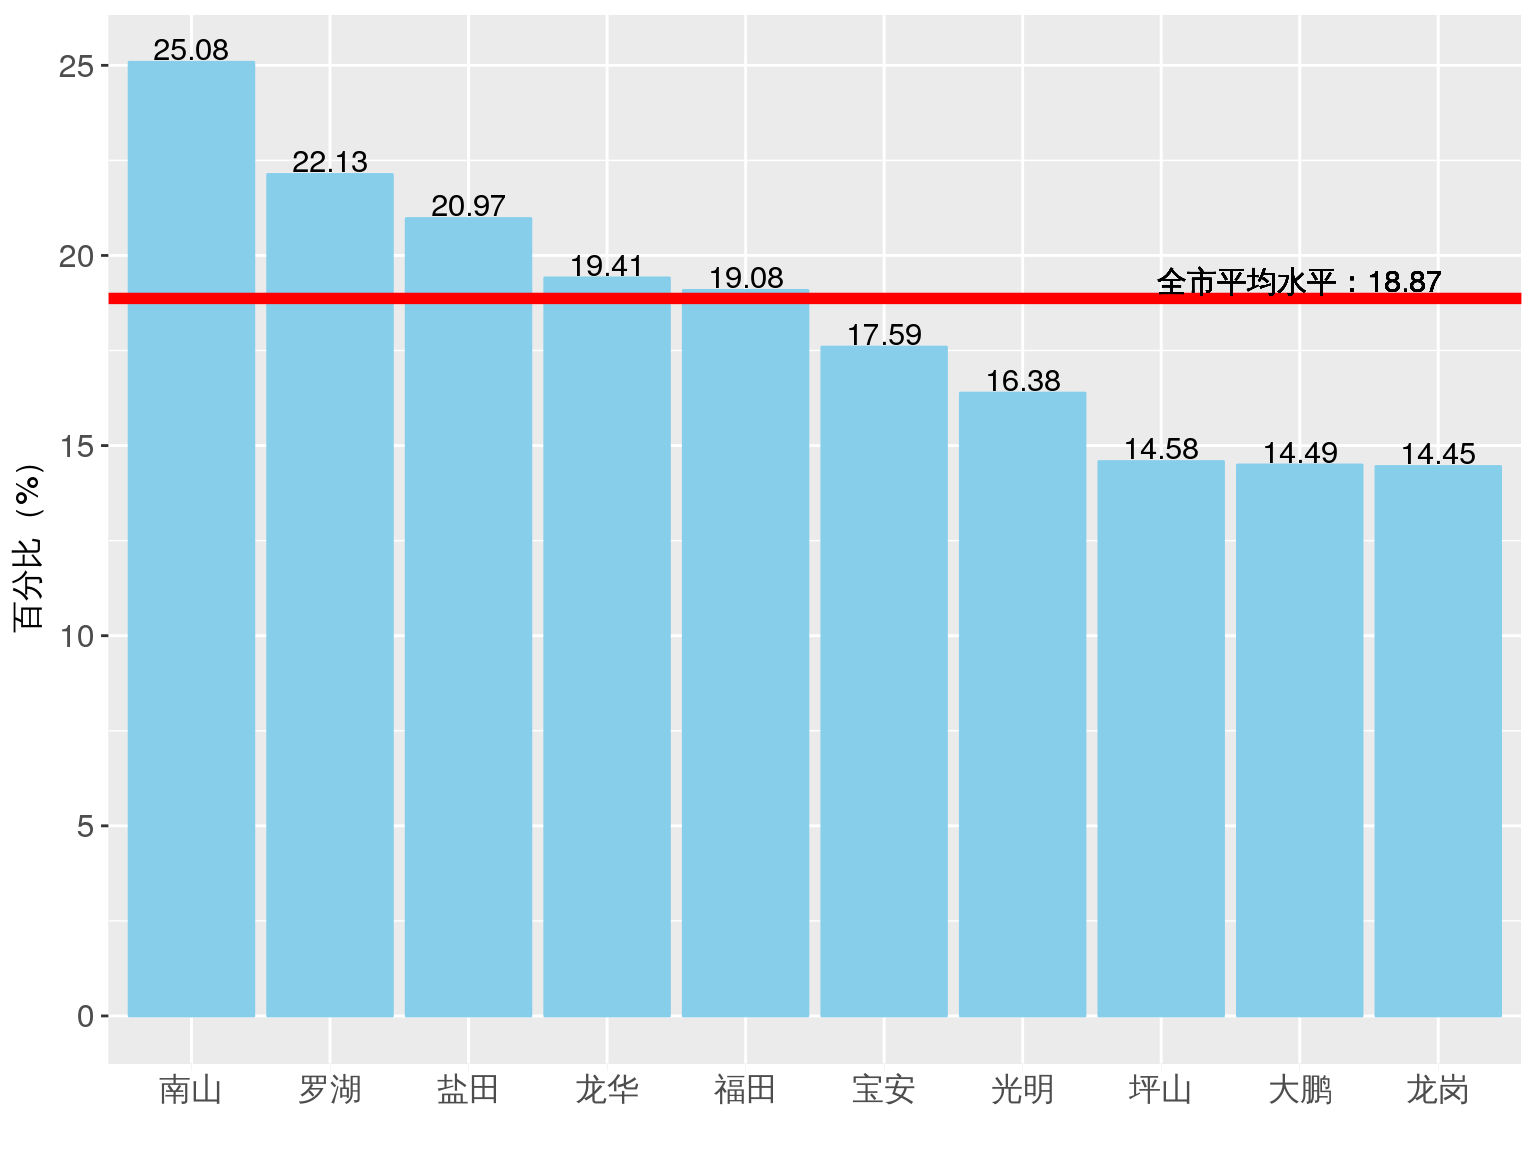 25.08
22.13
20.97
19.41
19.08
17.59
16.38
14.58
14.49
14.45
全市平均水平：18.87
25
20
15
10
5
0
百分比（%）
南山
罗湖
盐田
龙华
福田
宝安
光明
坪山
大鹏
龙岗